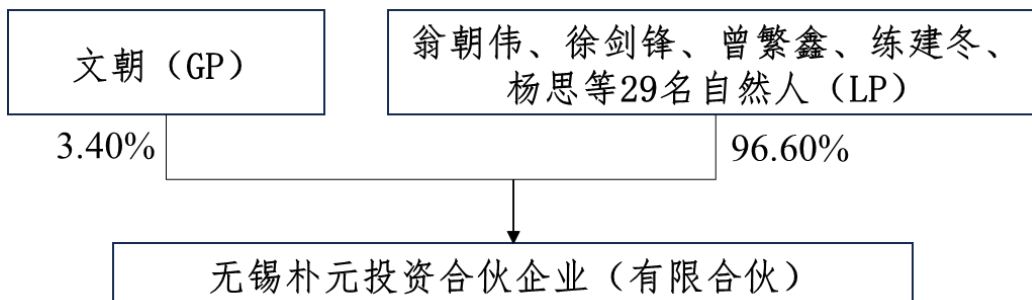 文朝（GP）
翁朝伟、徐剑锋、曾繁鑫、练建冬、
杨思等29名自然人（LP）
3.40%
96.60%
无锡朴元投资合伙企业（有限合伙）